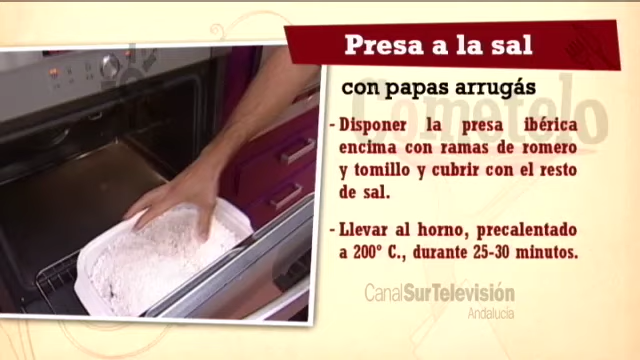 Presa a la sal
con papas arrugás
Cómetelo
- Disponer la presa ibérica
encima con ramas de romero
y tomillo y cubrir con el resto
de sal.
- Llevar al horno, precalentado
a 200° C., durante 25-30 minutos.
CanalSurTelevisión
Andalucía